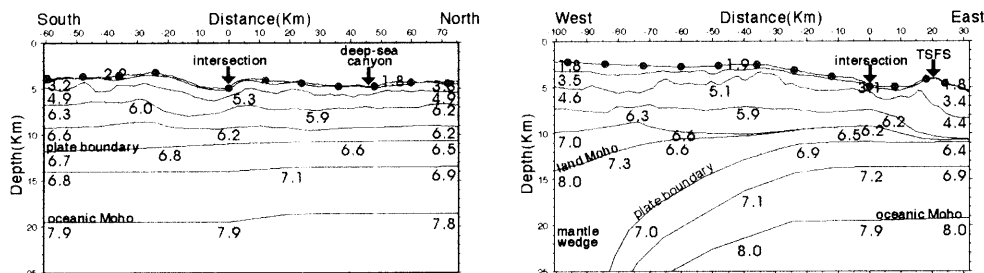 South Distance(Km) North
-60 -50 -40 -30 -20 -10 0 10 20 30 40 50 60 70
Depth(Km)
0
5
10
15
20
25
intersection
deep-sea
canyon
2.0 1.8
3.2 3.3
4.9 5.3 4.9
6.3 6.0 5.9 6.2
6.6 6.2 6.2
plate boundary 6.8 6.6 6.5
6.7
6.8 7.1 6.9
oceanic Moho 7.8
7.9 7.9
West Distance(Km) East
-90 -80 -70 -60 -50 -40 -30 -20 -10 0 10 20 30
Depth(Km)
0
5
10
15
20
25
intersection
TSFS
1.8 1.9 3.1 1.8
3.5 5.1 3.4
4.6
6.3 5.9 6.2 4.4
7.0 6.6 6.5 6.2
land Moho 7.3 6.6 6.9 6.4
8.0 7.2 6.9
plate boundary 7.1
oceanic Moho
mantle
wedge
7.0 8.0 7.9 8.0